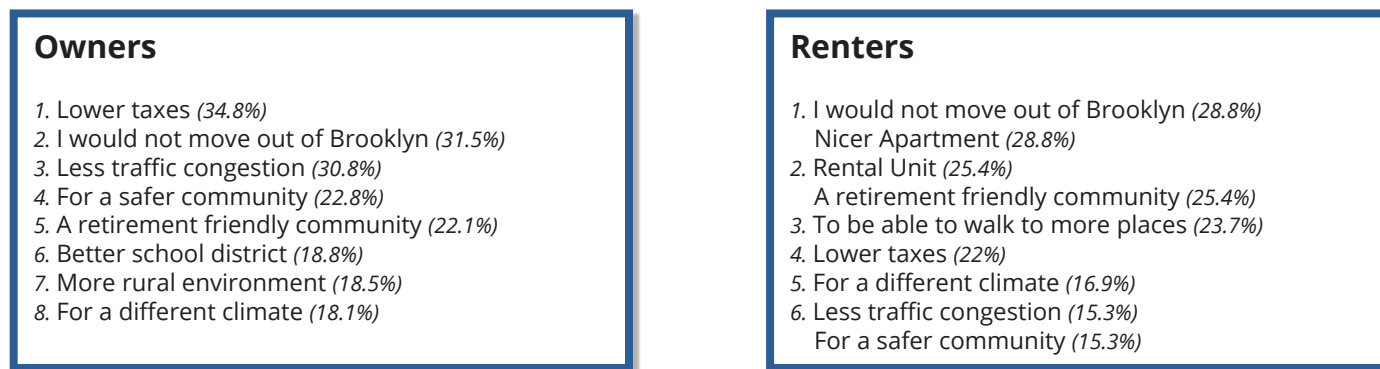 Owners
1. Lower taxes (34.8%)
2. I would not move out of Brooklyn (31.5%)
3. Less traffic congestion (30.8%)
4. For a safer community (22.8%)
5. A retirement friendly community (22.1%)
6. Better school district (18.8%)
7. More rural environment (18.5%)
8. For a different climate (18.1%)
Renters
1. I would not move out of Brooklyn (28.8%)
Nicer Apartment (28.8%)
2. Rental Unit (25.4%)
A retirement friendly community (25.4%)
3. To be able to walk to more places (23.7%)
4. Lower taxes (22%)
5. For a different climate (16.9%)
6. Less traffic congestion (15.3%)
For a safer community (15.3%)